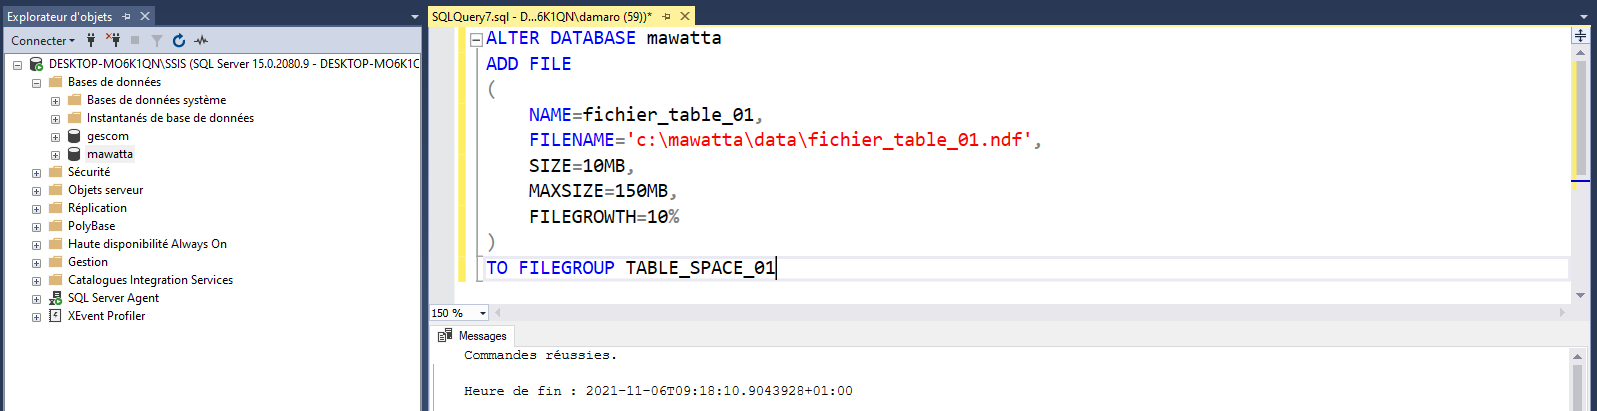 Explorateur d'objets
Connecter
DESKTOP-MO6K1QN\SSIS (SQL Server 15.0.2080.9 - DESKTOP-MO6K1C
Bases de données
Bases de données système
Instantanés de base de données
gescom
mawatta
Sécurité
Objets serveur
Réplication
PolyBase
Haute disponibilité Always On
Gestion
Catalogues Integration Services
SQL Server Agent
XEvent Profiler
SQLQuery7.sql - D...6K1QN\damaro (59))*
ALTER DATABASE mawatta
ADD FILE
(
NAME=fichier_table_01,
FILENAME='c:\mawatta\data\fichier_table_01.ndf',
SIZE=10MB,
MAXSIZE=150MB,
FILEGROWTH=10%
)
TO FILEGROUP TABLE_SPACE_01
150 %
Messages
Commandes réussies.
Heure de fin : 2021-11-06T09:18:10.9043928+01:00